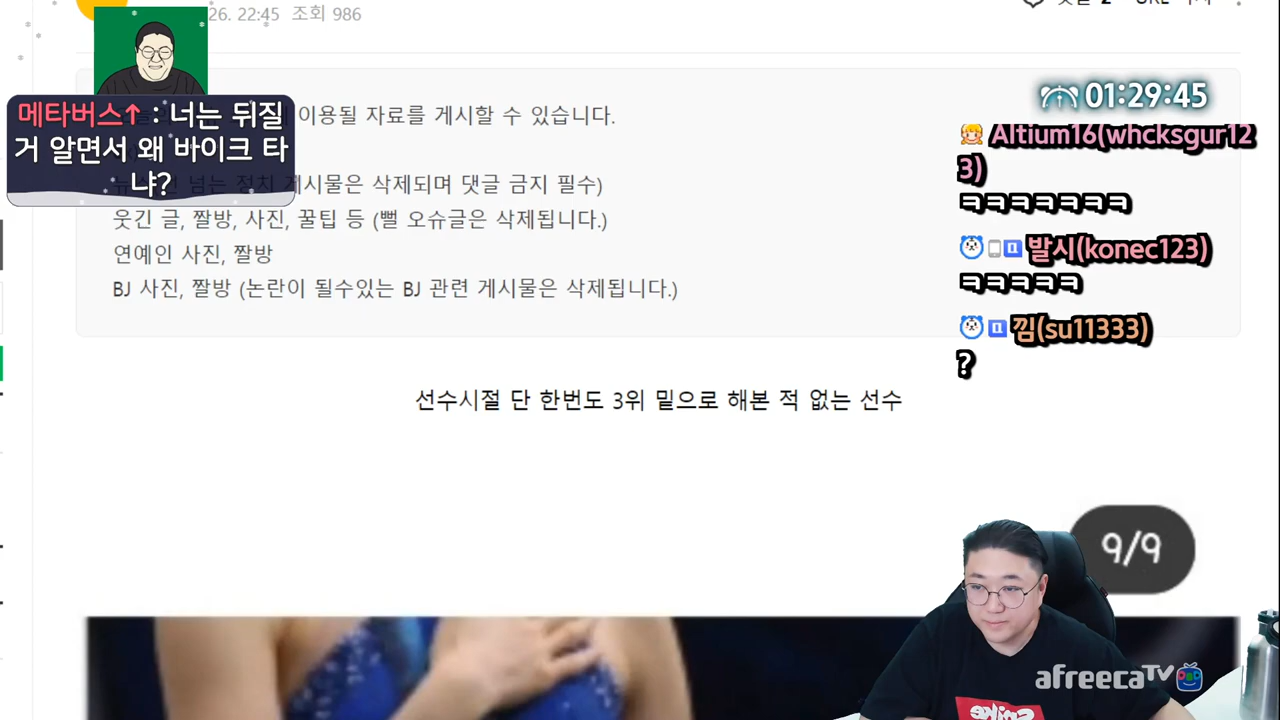 26. 22:45 조회 986
메타버스↑ : 너는 뒤질
거 알면서 왜 바이크 타
냐?
이용될 자료를 게시할 수 있습니다.
게시물은 삭제되며 댓글 금지 필수)
웃긴 글, 짤방, 사진, 꿀팁 등 (뻘 오슈글은 삭제됩니다.)
연예인 사진, 짤방
BJ 사진, 짤방 (논란이 될수있는 BJ 관련 게시물은 삭제됩니다.)
01:29:45
Altium16(whcksgur12
3)
ㅋㅋㅋㅋㅋㅋㅋ
발시(konec123)
ㅋㅋㅋㅋㅋ
낌(su11333)
?
선수시절 단 한번도 3위 밑으로 해본 적 없는 선수
9/9
afreecaTV